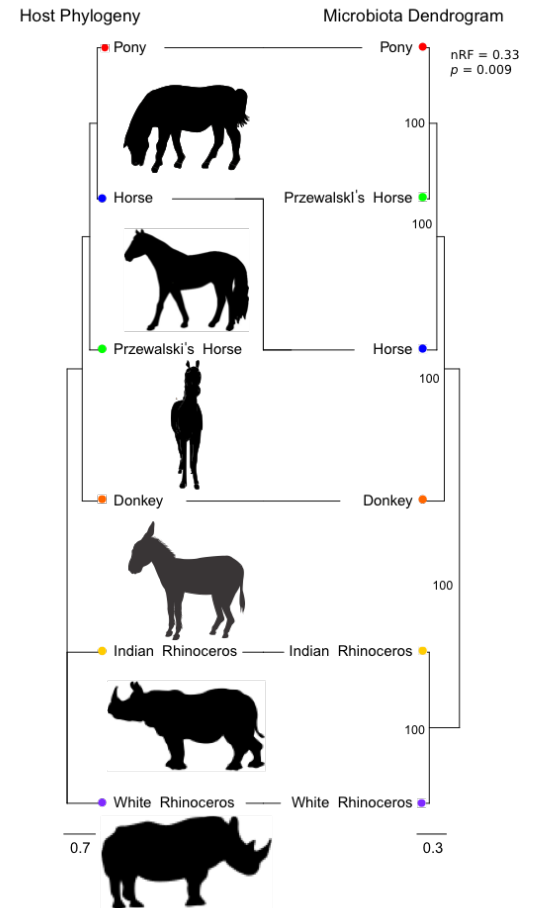 Host Phylogeny Microbiota Dendrogram
Pony Pony
nRF = 0.33
p = 0.009
100
Horse Przewalski's Horse
100
Przewalski's Horse Horse
100
Donkey Donkey
100
Indian Rhinoceros Indian Rhinoceros
100
White Rhinoceros White Rhinoceros
0.7 0.3